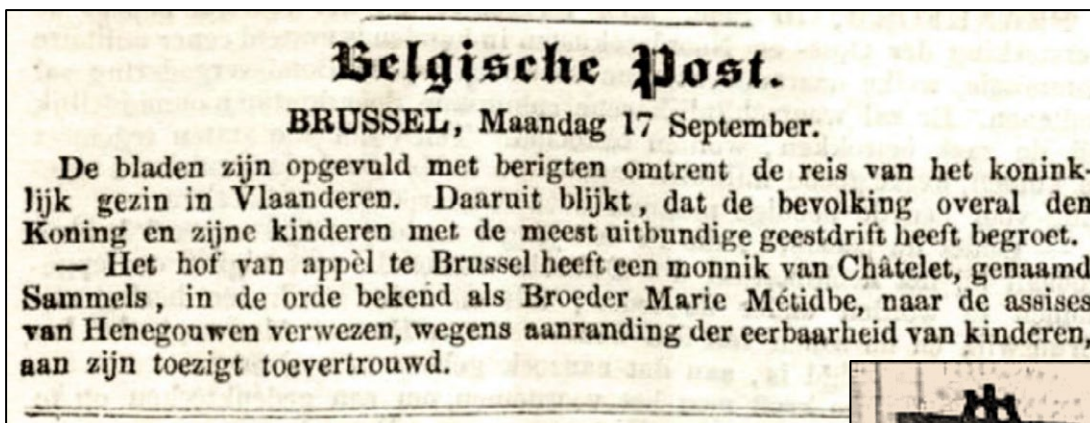 Belgische Post.
BRUSSEL, Maandag 17 September.
De bladen zijn opgevuld met berigten omtrent de reis van het konink-
lijk gezin in Vlaanderen. Daaruit blijkt, dat de bevolking overal den
Koning en zijne kinderen met de meest uitbundige geestdrift heeft begroet.
— Het hof van appèl te Brussel heeft een monnik van Châtelet, genaamd
Sammels, in de orde bekend als Broeder Marie Métidbe, naar de assises
van Henegouwen verwezen, wegens aanranding der eerbaarheid van kinderen,
aan zijn toezigt toevertrouwd.